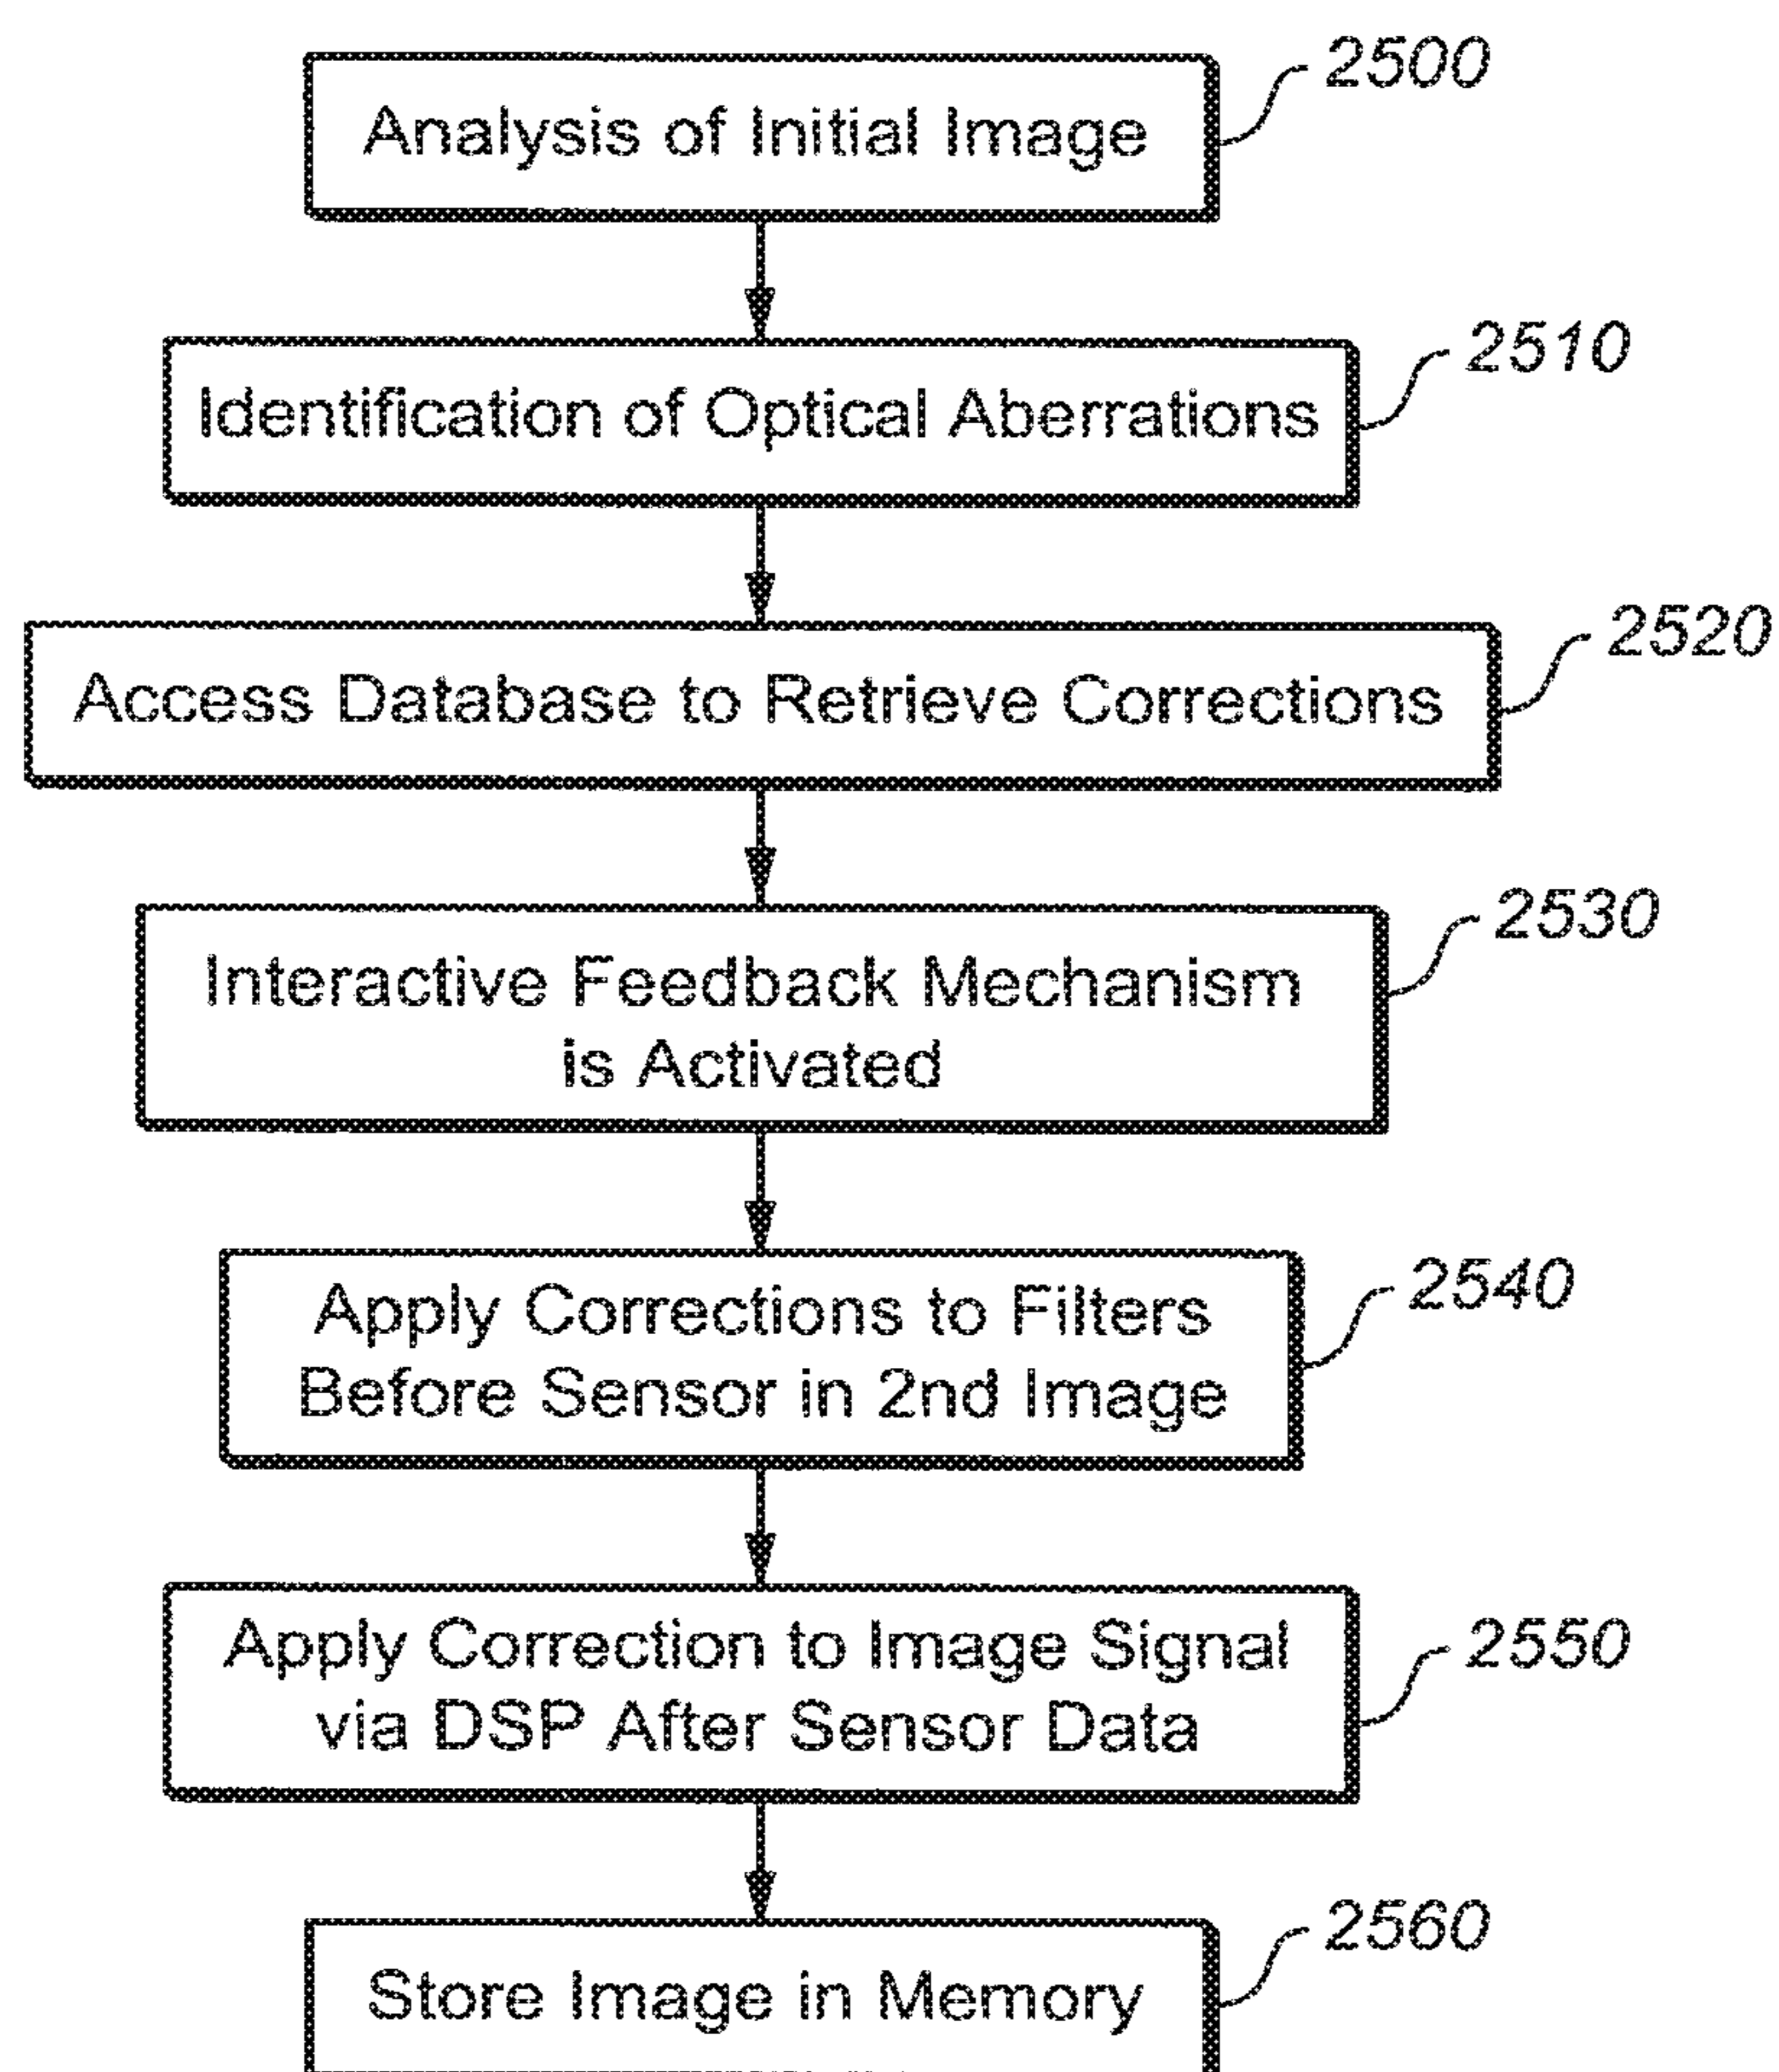 Analysis of Initial Image
2500
Identification of Optical Aberrations
2510
Access Database to Retrieve Corrections
2520
Interactive Feedback Mechanism
is Activated
2530
Apply Corrections to Filters
Before Sensor in 2nd Image
2540
Apply Correction to Image Signal
via DSP After Sensor Data
2550
Store Image in Memory
2560